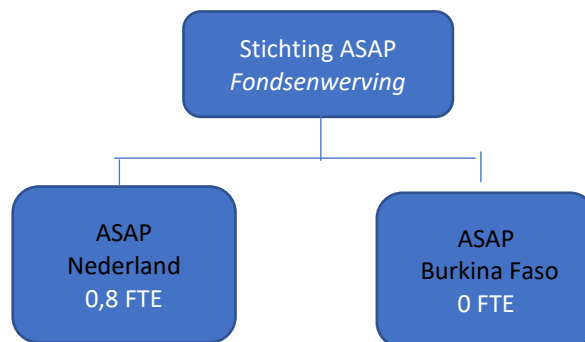 Stichting ASAP
Fondsenwerving
ASAP
Nederland
0,8 FTE
ASAP
Burkina Faso
0 FTE